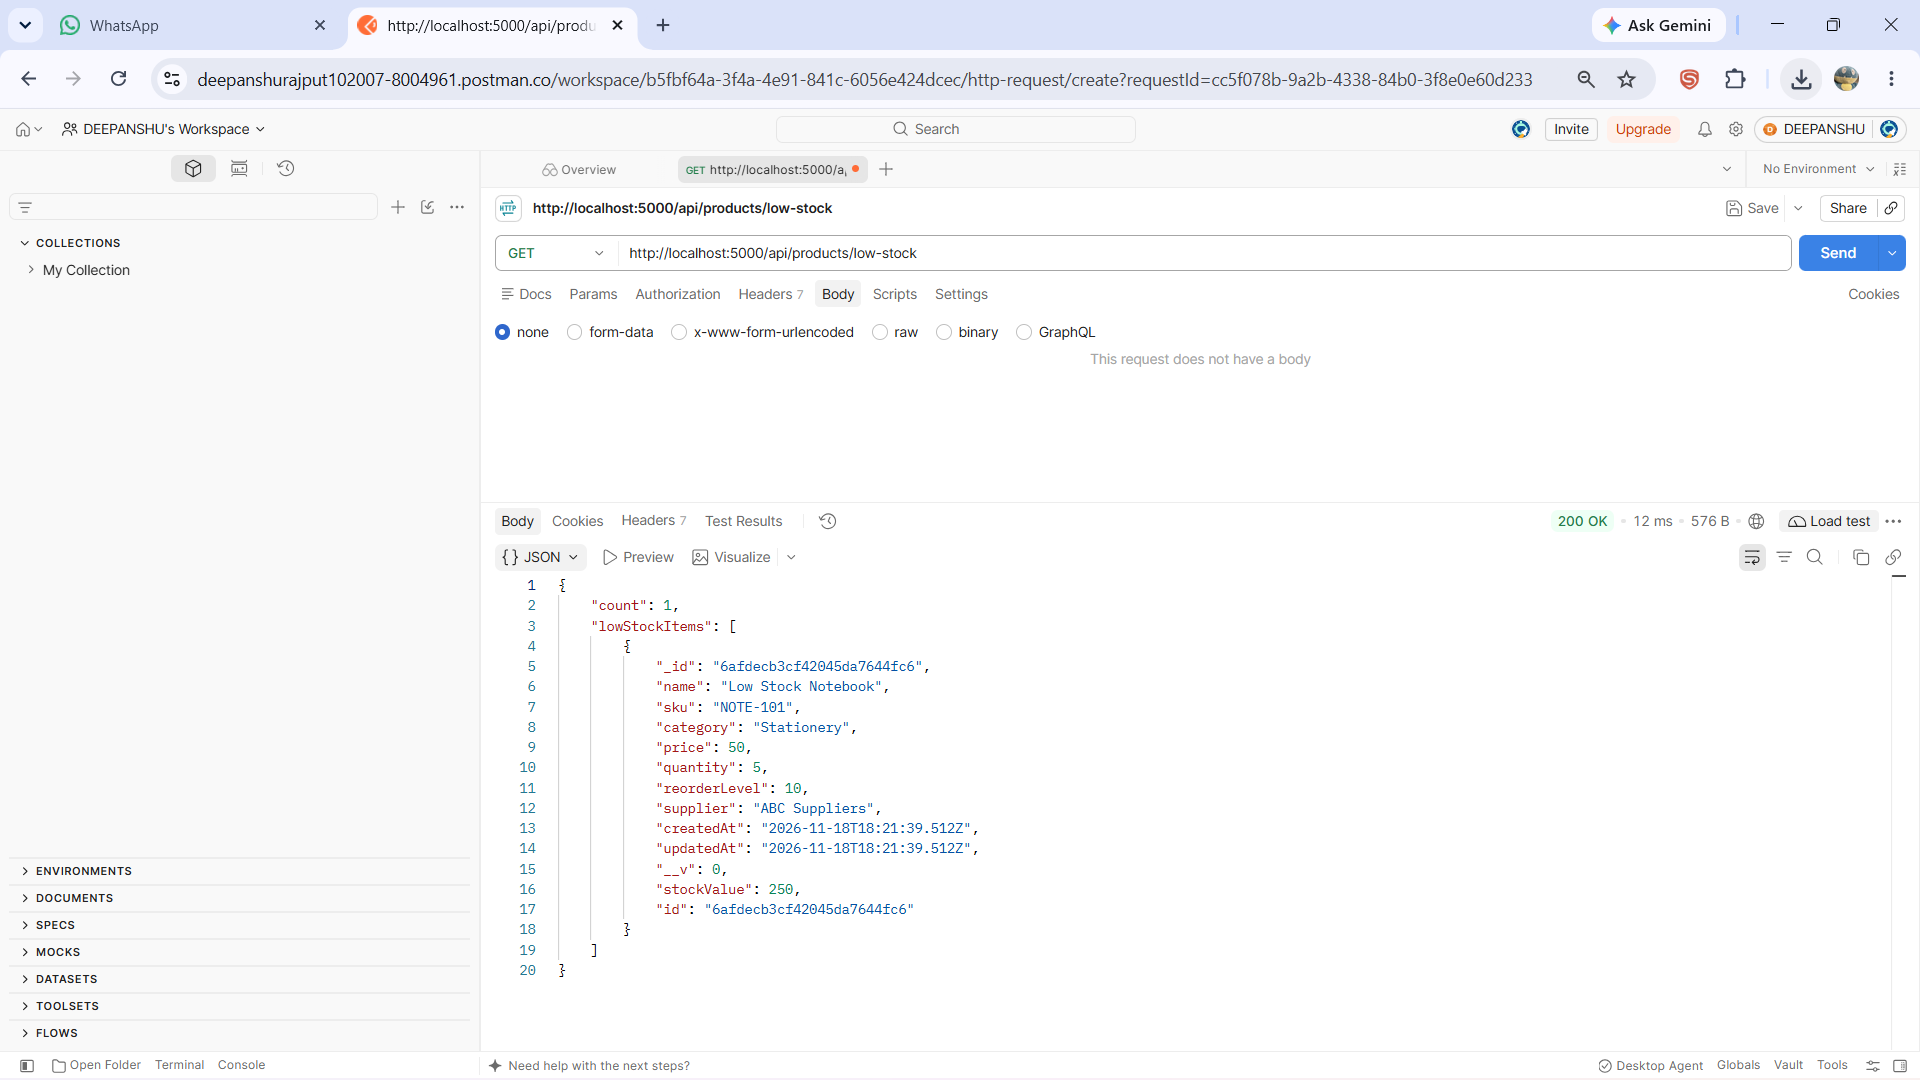 WhatsApp
http://localhost:5000/api/produ
Ask Gemini
deepanshurajput102007-8004961.postman.co/workspace/b5fbf64a-3f4a-4e91-841c-6056e424dcec/http-request/create?requestId=cc5f078b-9a2b-4338-84b0-3f8e0e60d233
DEEPANSHU's Workspace
Search
Invite
Upgrade
DEEPANSHU
Overview
GET http://localhost:5000/a
No Environment
HTTP http://localhost:5000/api/products/low-stock
Save
Share
COLLECTIONS
My Collection
GET
http://localhost:5000/api/products/low-stock
Send
Docs Params Authorization Headers 7 Body Scripts Settings
Cookies
none form-data x-www-form-urlencoded raw binary GraphQL
This request does not have a body
Body Cookies Headers 7 Test Results
200 OK • 12 ms • 576 B
Load test
{} JSON
Preview
Visualize
1 {
2 "count": 1,
3 "lowStockItems": [
4 {
5 "_id": "6afdecb3cf42045da7644fc6",
6 "name": "Low Stock Notebook",
7 "sku": "NOTE-101",
8 "category": "Stationery",
9 "price": 50,
10 "quantity": 5,
11 "reorderLevel": 10,
12 "supplier": "ABC Suppliers",
13 "createdAt": "2026-11-18T18:21:39.512Z",
14 "updatedAt": "2026-11-18T18:21:39.512Z",
15 "__v": 0,
16 "stockValue": 250,
17 "id": "6afdecb3cf42045da7644fc6"
18 }
19 ]
20 }
ENVIRONMENTS
DOCUMENTS
SPECS
MOCKS
DATASETS
TOOLSETS
FLOWS
Open Folder Terminal Console
Need help with the next steps?
Desktop Agent Globals Vault Tools